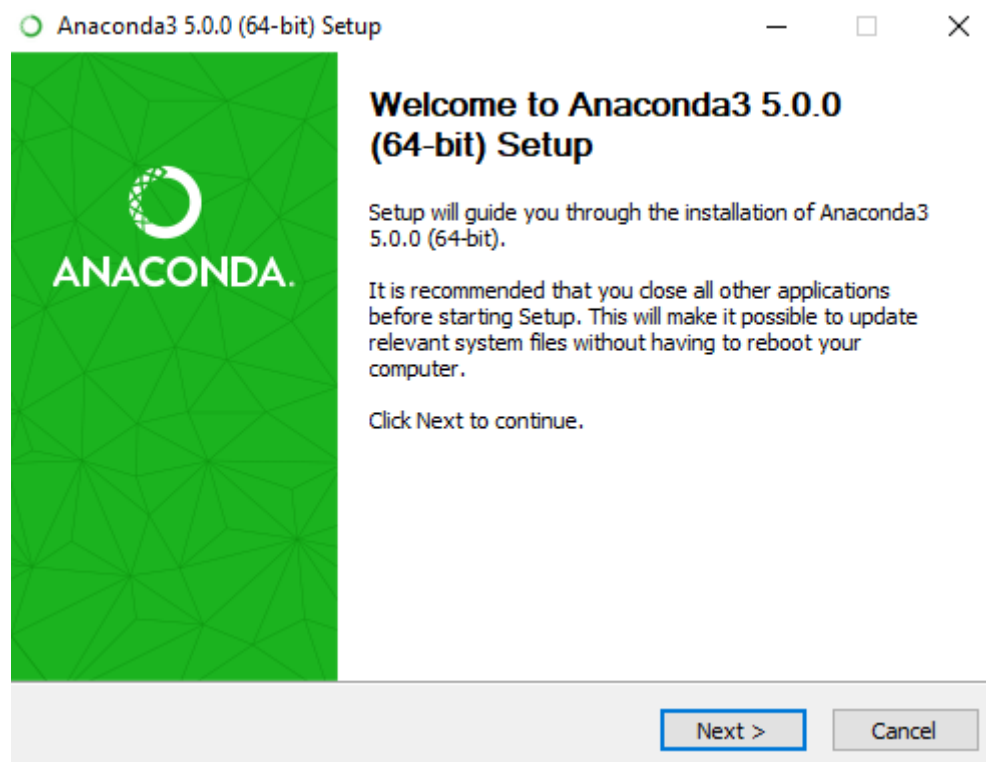 Anaconda3 5.0.0 (64-bit) Setup
Welcome to Anaconda3 5.0.0
(64-bit) Setup
ANACONDA.
Setup will guide you through the installation of Anaconda3
5.0.0 (64-bit).
It is recommended that you close all other applications
before starting Setup. This will make it possible to update
relevant system files without having to reboot your
computer.
Click Next to continue.
Next >
Cancel